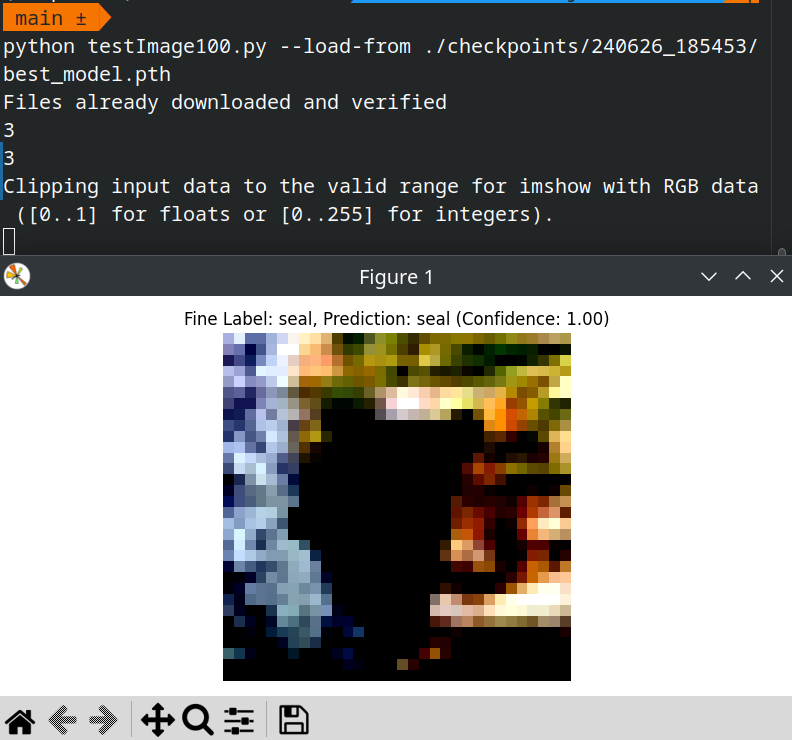 main ±
python testImage100.py --load-from ./checkpoints/240626_185453/
best_model.pth
Files already downloaded and verified
3
3
Clipping input data to the valid range for imshow with RGB data
 ([0..1] for floats or [0..255] for integers).
Figure 1
Fine Label: seal, Prediction: seal (Confidence: 1.00)